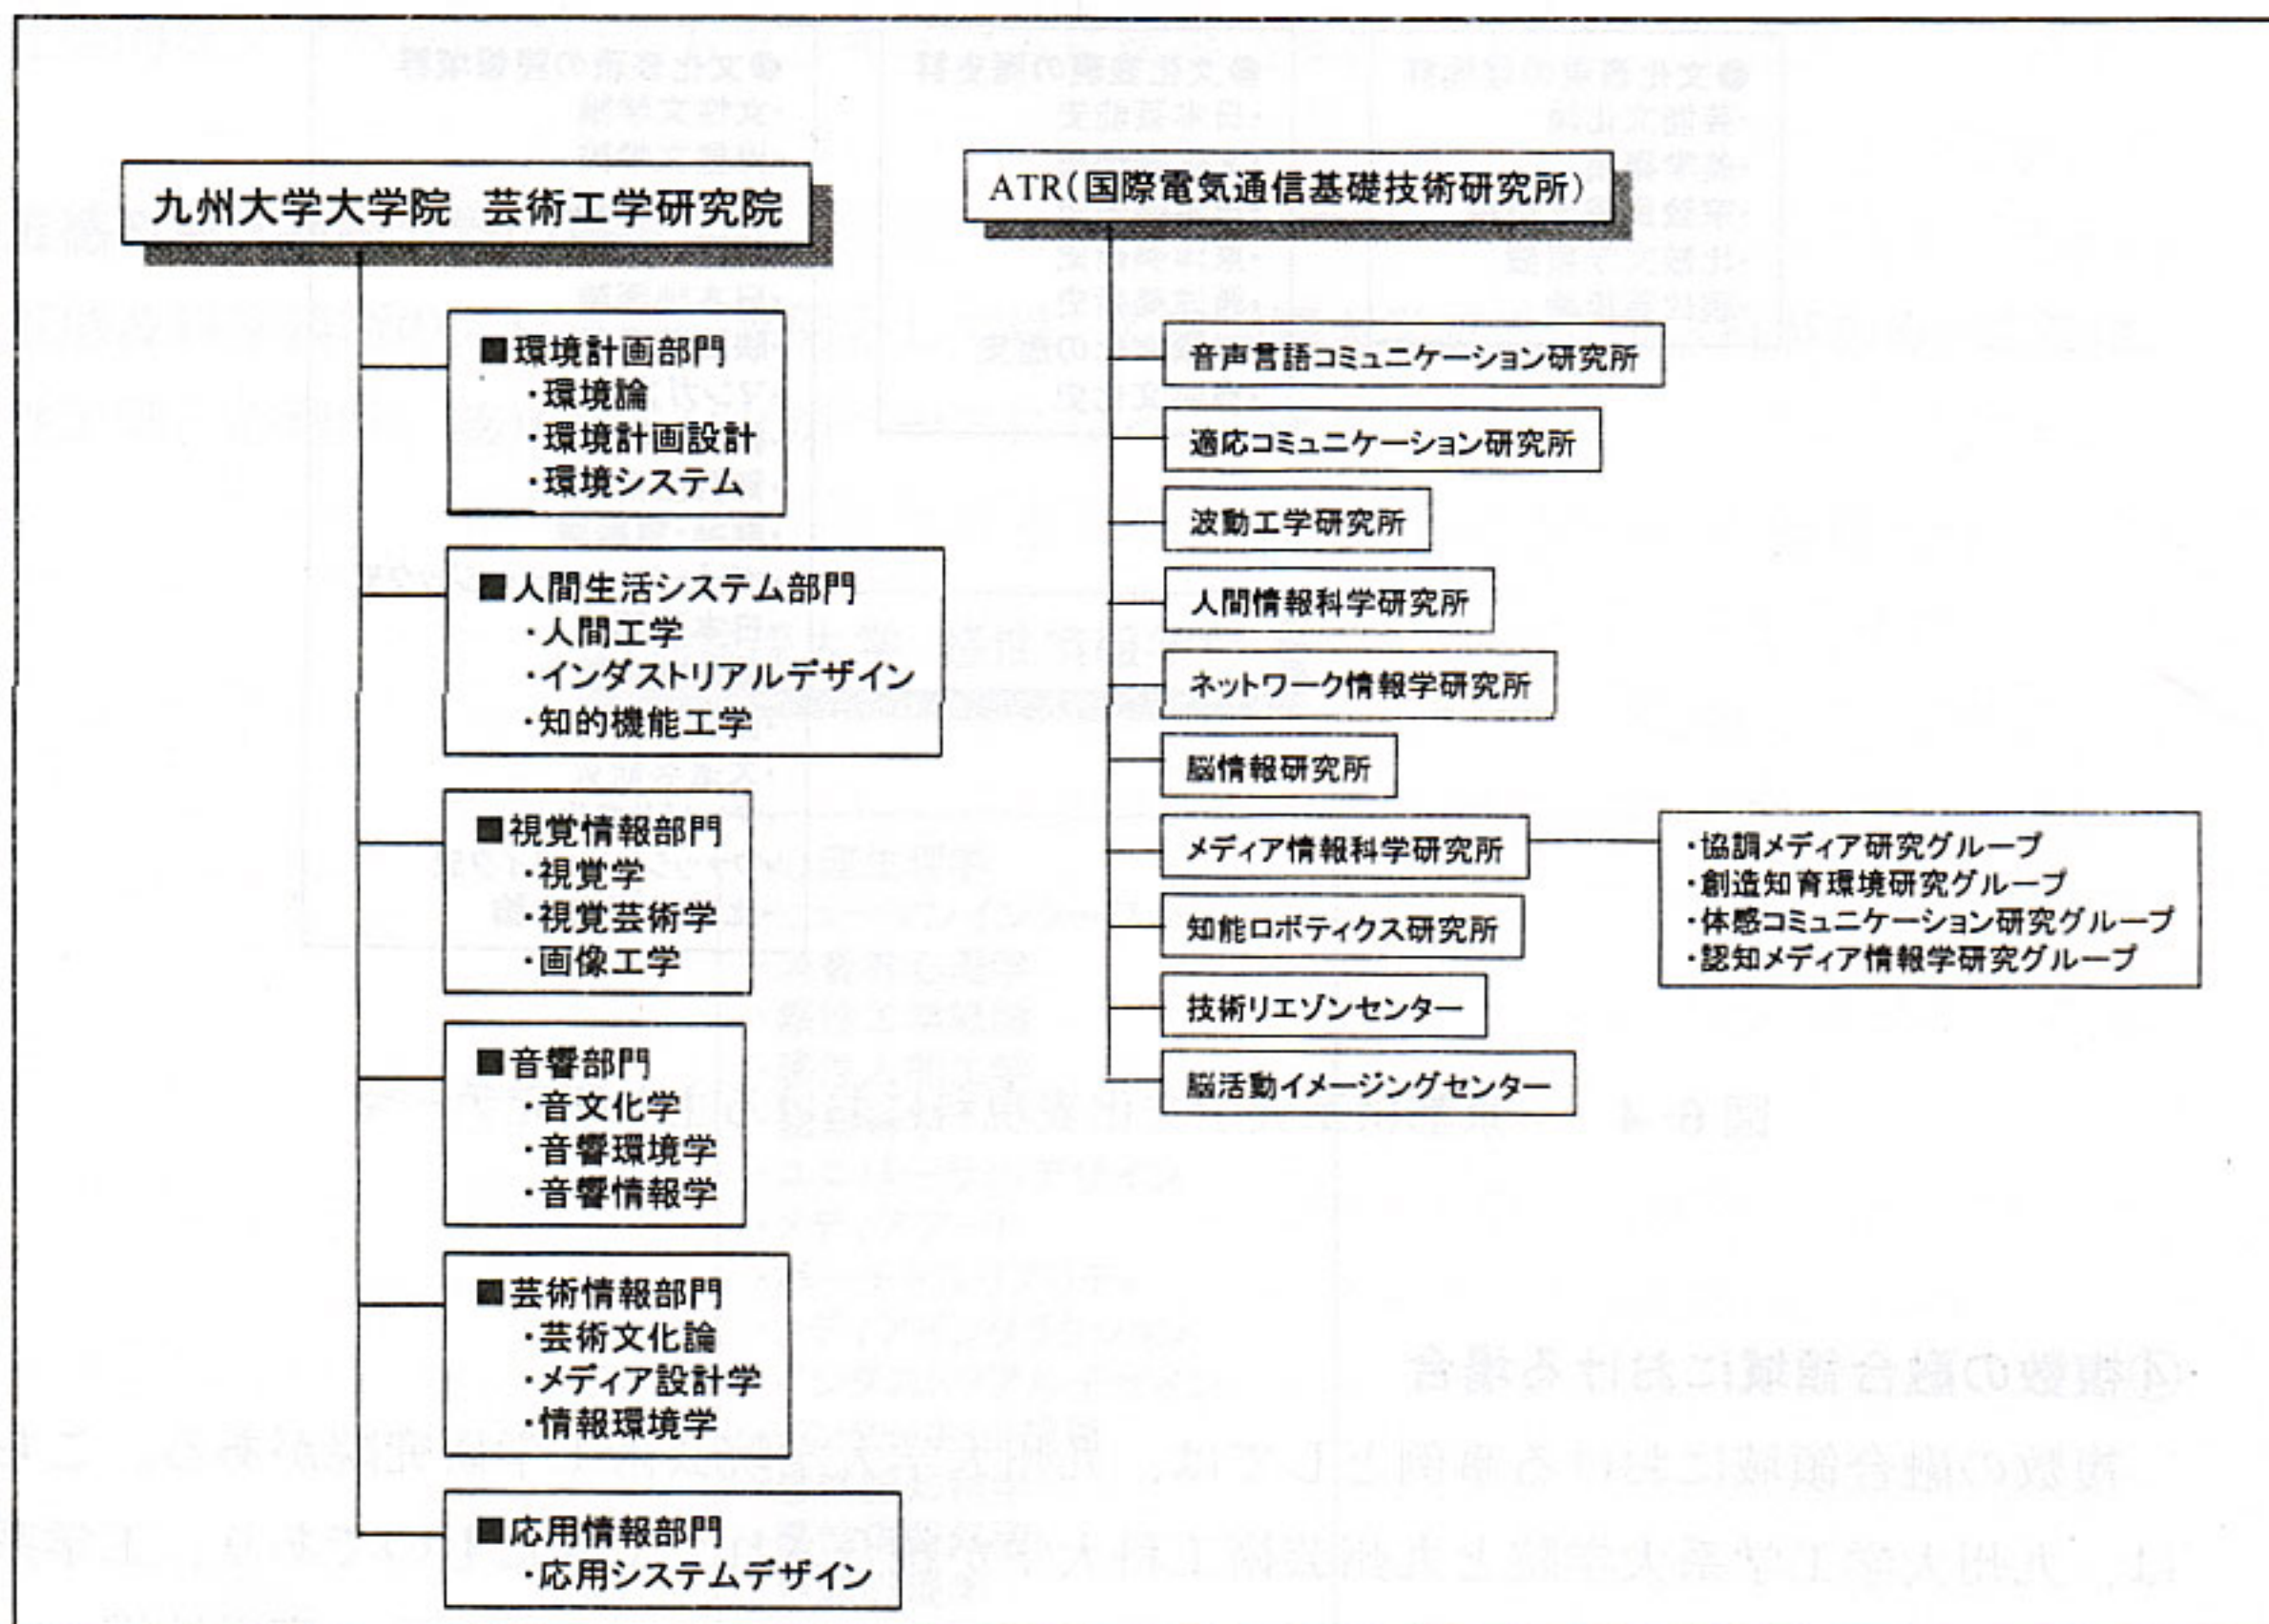 九州大学大学院　芸術工学研究院
■環境計画部門
・環境論
・環境計画設計
・環境システム
■人間生活システム部門
・人間工学
・インダストリアルデザイン
・知的機能工学
■視覚情報部門
・視覚学
・視覚芸術学
・画像工学
■音響部門
・音文化学
・音響環境学
・音響情報学
■芸術情報部門
・芸術文化論
・メディア設計学
・情報環境学
■応用情報部門
・応用システムデザイン
ATR(国際電気通信基礎技術研究所)
音声言語コミュニケーション研究所
適応コミュニケーション研究所
波動工学研究所
人間情報科学研究所
ネットワーク情報学研究所
脳情報研究所
メディア情報科学研究所
・協調メディア研究グループ
・創造知育環境研究グループ
・体感コミュニケーション研究グループ
・認知メディア情報学研究グループ
知能ロボティクス研究所
技術リエゾンセンター
脳活動イメージングセンター